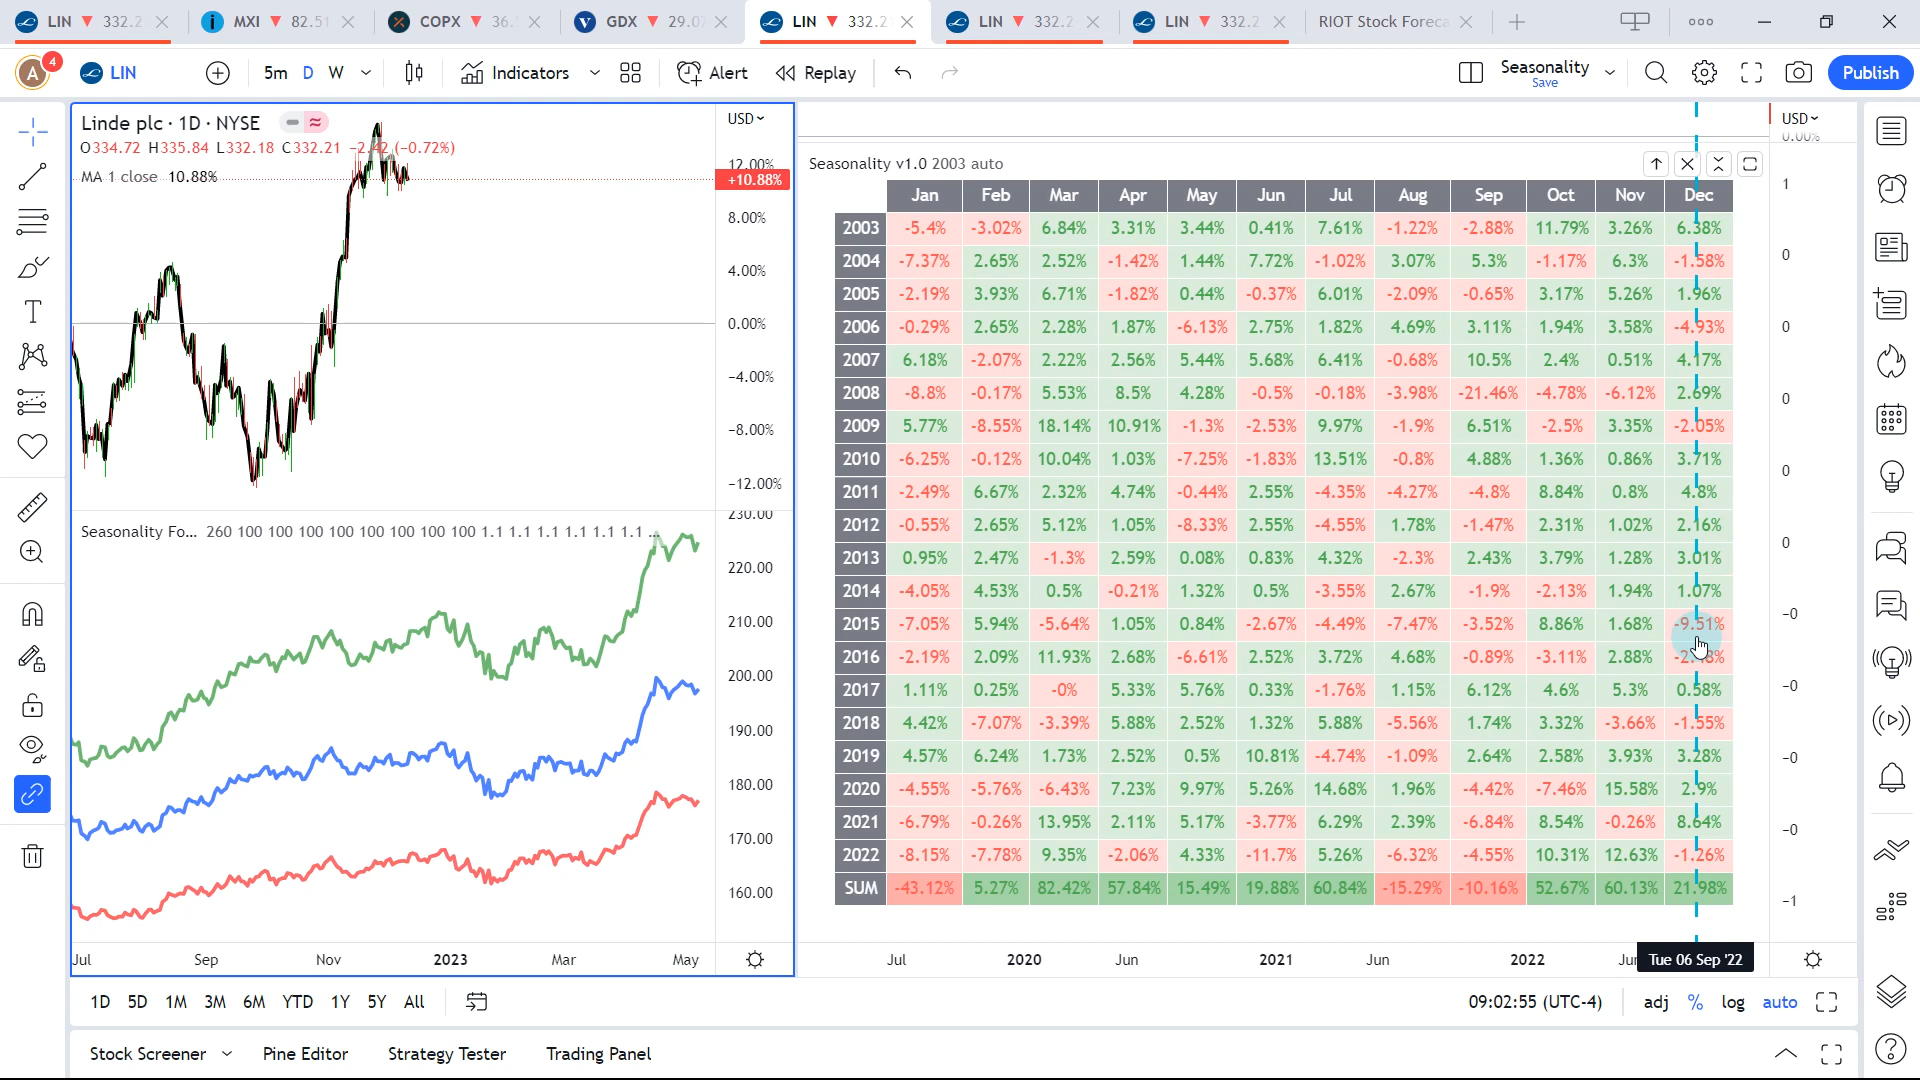 LIN ▼ 332.2 MXI ▼ 82.51 COPX ▼ 36. GDX ▼ 29.0 LIN ▼ 332.2 LIN ▼ 332.2 LIN ▼ 332.2 RIOT Stock Foreca
A 4 LIN 5m D W Indicators Alert Replay Seasonality Save Publish
Linde plc · 1D · NYSE
O334.72 H335.84 L332.18 C332.21 −2.42 (−0.72%)
MA 1 close 10.88%
USD
12.00%
+10.88%
8.00%
4.00%
0.00%
−4.00%
−8.00%
−12.00%
Seasonality Fo... 260 100 100 100 100 100 100 100 100 1.1 1.1 1.1 1.1 1.1 1.1 ...
230.00
220.00
210.00
200.00
190.00
180.00
170.00
160.00
Jul Sep Nov 2023 Mar May
Seasonality v1.0 2003 auto
Jan Feb Mar Apr May Jun Jul Aug Sep Oct Nov Dec
2003 -5.4% -3.02% 6.84% 3.31% 3.44% 0.41% 7.61% -1.22% -2.88% 11.79% 3.26% 6.38%
2004 -7.37% 2.65% 2.52% -1.42% 1.44% 7.72% -1.02% 3.07% 5.3% -1.17% 6.3% -1.58%
2005 -2.19% 3.93% 6.71% -1.82% 0.44% -0.37% 6.01% -2.09% -0.65% 3.17% 5.26% 1.96%
2006 -0.29% 2.65% 2.28% 1.87% -6.13% 2.75% 1.82% 4.69% 3.11% 1.94% 3.58% -4.93%
2007 6.18% -2.07% 2.22% 2.56% 5.44% 5.68% 6.41% -0.68% 10.5% 2.4% 0.51% 4.17%
2008 -8.8% -0.17% 5.53% 8.5% 4.28% -0.5% -0.18% -3.98% -21.46% -4.78% -6.12% 2.69%
2009 5.77% -8.55% 18.14% 10.91% -1.3% -2.53% 9.97% -1.9% 6.51% -2.5% 3.35% -2.05%
2010 -6.25% -0.12% 10.04% 1.03% -7.25% -1.83% 13.51% -0.8% 4.88% 1.36% 0.86% 3.71%
2011 -2.49% 6.67% 2.32% 4.74% -0.44% 2.55% -4.35% -4.27% -4.8% 8.84% 0.8% 4.8%
2012 -0.55% 2.65% 5.12% 1.05% -8.33% 2.55% -4.55% 1.78% -1.47% 2.31% 1.02% 2.16%
2013 0.95% 2.47% -1.3% 2.59% 0.08% 0.83% 4.32% -2.3% 2.43% 3.79% 1.28% 3.01%
2014 -4.05% 4.53% 0.5% -0.21% 1.32% 0.5% -3.55% 2.67% -1.9% -2.13% 1.94% 1.07%
2015 -7.05% 5.94% -5.64% 1.05% 0.84% -2.67% -4.49% -7.47% -3.52% 8.86% 1.68% -9.51%
2016 -2.19% 2.09% 11.93% 2.68% -6.61% 2.52% 3.72% 4.68% -0.89% -3.11% 2.88%
2017 1.11% 0.25% -0% 5.33% 5.76% 0.33% -1.76% 1.15% 6.12% 4.6% 5.3% 0.58%
2018 4.42% -7.07% -3.39% 5.88% 2.52% 1.32% 5.88% -5.56% 1.74% 3.32% -3.66% -1.55%
2019 4.57% 6.24% 1.73% 2.52% 0.5% 10.81% -4.74% -1.09% 2.64% 2.58% 3.93% 3.28%
2020 -4.55% -5.76% -6.43% 7.23% 9.97% 5.26% 14.68% 1.96% -4.42% -7.46% 15.58% 2.9%
2021 -6.79% -0.26% 13.95% 2.11% 5.17% -3.77% 6.29% 2.39% -6.84% 8.54% -0.26% 8.64%
2022 -8.15% -7.78% 9.35% -2.06% 4.33% -11.7% 5.26% -6.32% -4.55% 10.31% 12.63% -1.26%
SUM -43.12% 5.27% 82.42% 57.84% 15.49% 19.88% 60.84% -15.29% -10.16% 52.67% 60.13% 21.98%
USD
0.00%
1
0
0
0
0
0
−0
−0
−0
−0
−1
Jul 2020 Jun 2021 Jun 2022 Jun Tue 06 Sep '22
1D 5D 1M 3M 6M YTD 1Y 5Y All 09:02:55 (UTC-4) adj % log auto
Stock Screener Pine Editor Strategy Tester Trading Panel